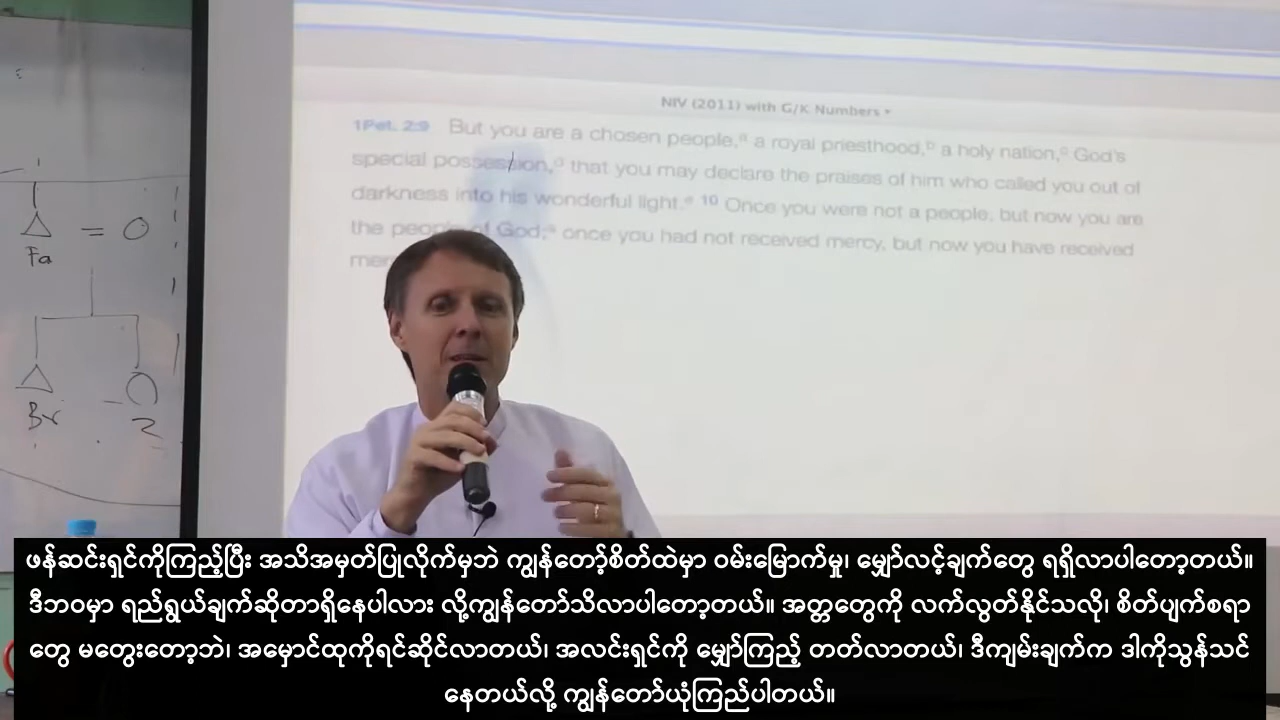 NIV (2011) with G/K Numbers
1Pet. 2:9 But you are a chosen people,ᵃ a royal priesthood,ᵇ a holy nation,ᶜ God's
special possession,ᵈ that you may declare the praises of him who called you out of
darkness into his wonderful light.ᵉ 10 Once you were not a people, but now you are
the people of God;ᵃ once you had not received mercy, but now you have received
Fa = O
Br
Z
ဖန်ဆင်းရှင်ကိုကြည့်ပြီး အသိအမှတ်ပြုလိုက်မှဘဲ ကျွန်တော့်စိတ်ထဲမှာ ဝမ်းမြောက်မှု၊ မျှော်လင့်ချက်တွေ ရရှိလာပါတော့တယ်။
ဒီဘဝမှာ ရည်ရွယ်ချက်ဆိုတာရှိနေပါလား လို့ကျွန်တော်သိလာပါတော့တယ်။ အတ္တတွေကို လက်လွတ်နိုင်သလို၊ စိတ်ပျက်စရာ
တွေ မတွေးတော့ဘဲ၊ အမှောင်ထုကိုရင်ဆိုင်လာတယ်၊ အလင်းရှင်ကို မျှော်ကြည့် တတ်လာတယ်၊ ဒီကျမ်းချက်က ဒါကိုသွန်သင်
နေတယ်လို့ ကျွန်တော်ယုံကြည်ပါတယ်။